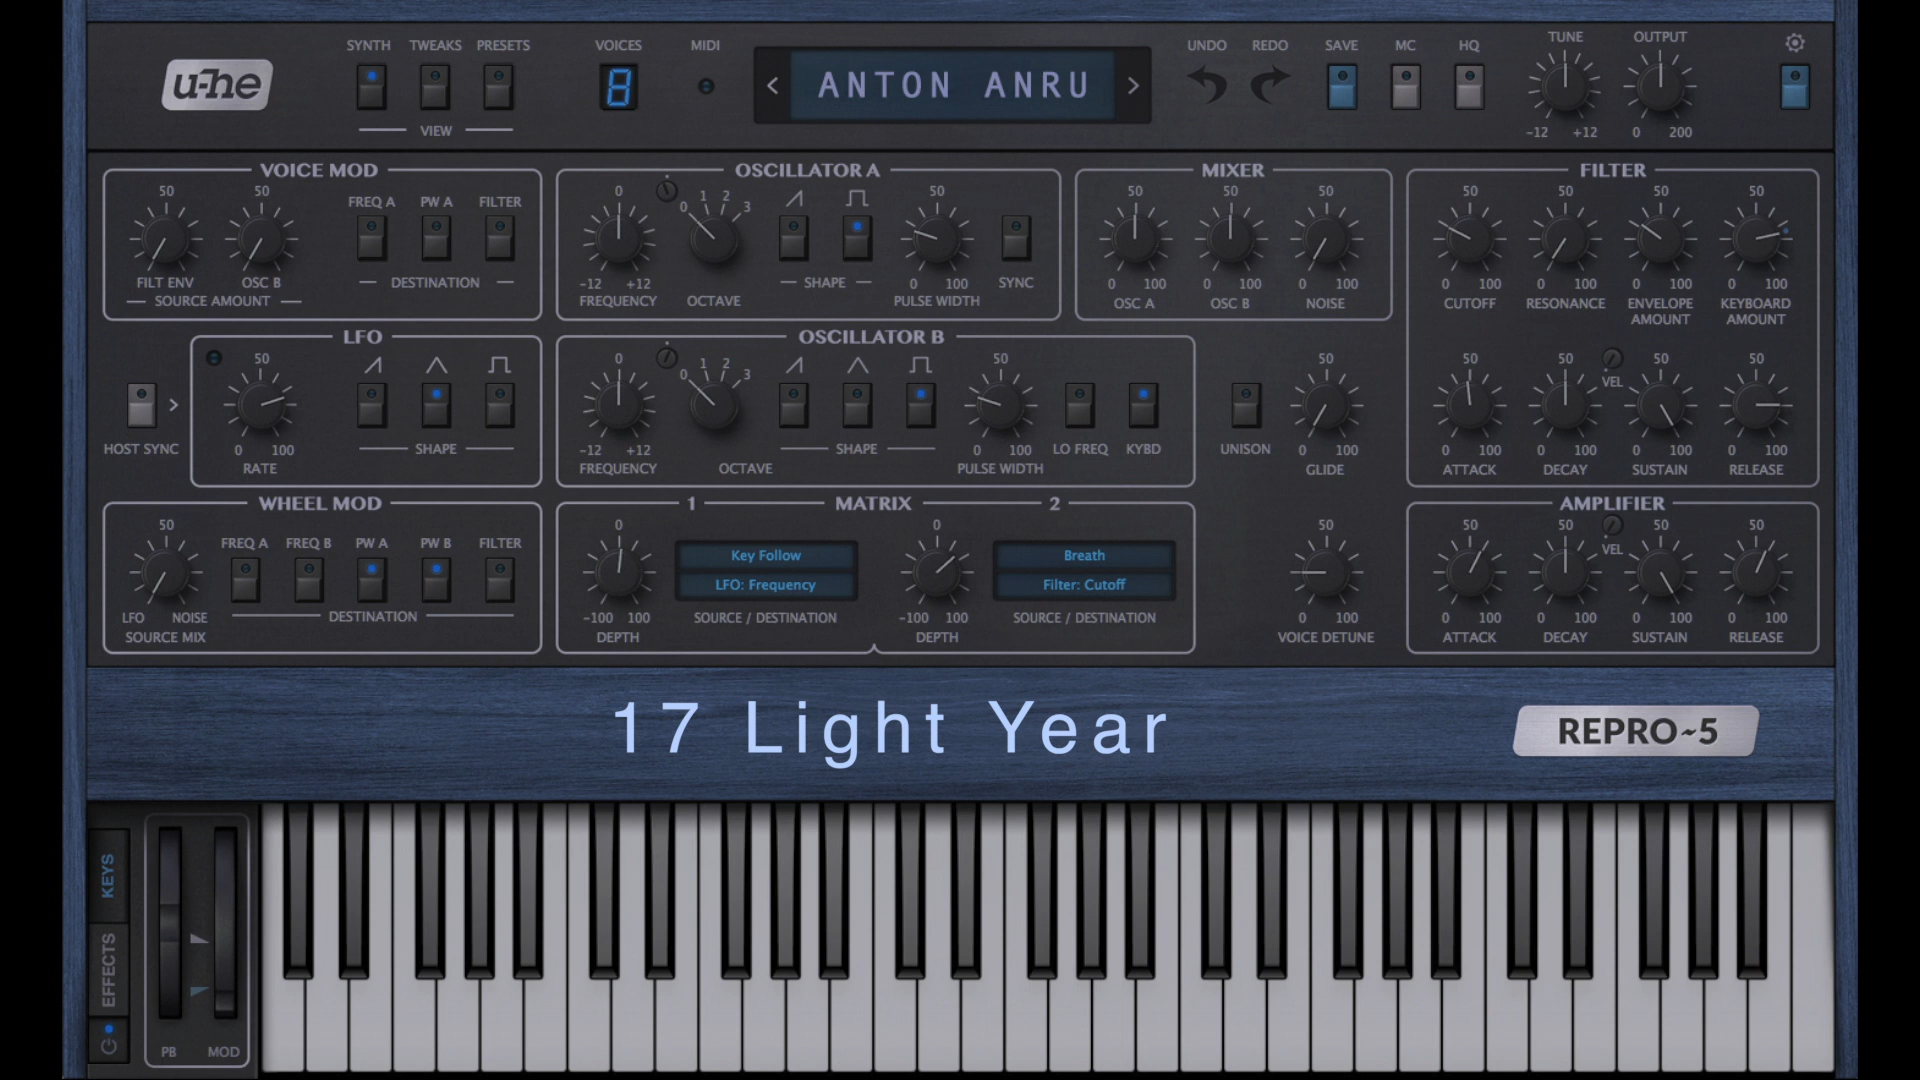 SYNTH TWEAKS PRESETS VOICES MIDI UNDO REDO SAVE MC HQ TUNE OUTPUT
u-he 8 < ANTON ANRU >
VIEW -12 +12 0 200
VOICE MOD OSCILLATOR A MIXER FILTER
50 50 FREQ A PW A FILTER 0 0 1 2 3 50 50 50 50 50 50 50 50
FILT ENV OSC B DESTINATION -12 +12 SHAPE 0 100 SYNC 0 100 0 100 0 100 0 100 0 100 0 100 0 100
SOURCE AMOUNT FREQUENCY OCTAVE PULSE WIDTH OSC A OSC B NOISE CUTOFF RESONANCE ENVELOPE AMOUNT KEYBOARD AMOUNT
LFO OSCILLATOR B
50 0 0 1 2 3 50 50 50 50 VEL 50 50
HOST SYNC > 0 100 SHAPE -12 +12 SHAPE 0 100 LO FREQ KYBD UNISON 0 100 0 100 0 100 0 100 0 100
RATE FREQUENCY OCTAVE PULSE WIDTH GLIDE ATTACK DECAY SUSTAIN RELEASE
WHEEL MOD 1 MATRIX 2 AMPLIFIER
50 FREQ A FREQ B PW A PW B FILTER 0 0 50 50 50 VEL 50 50
Key Follow Breath
LFO: Frequency Filter: Cutoff
LFO NOISE DESTINATION -100 100 SOURCE / DESTINATION -100 100 SOURCE / DESTINATION 0 100 0 100 0 100 0 100 0 100
SOURCE MIX DEPTH DEPTH VOICE DETUNE ATTACK DECAY SUSTAIN RELEASE
17 Light Year REPRO~5
KEYS
EFFECTS
PB MOD